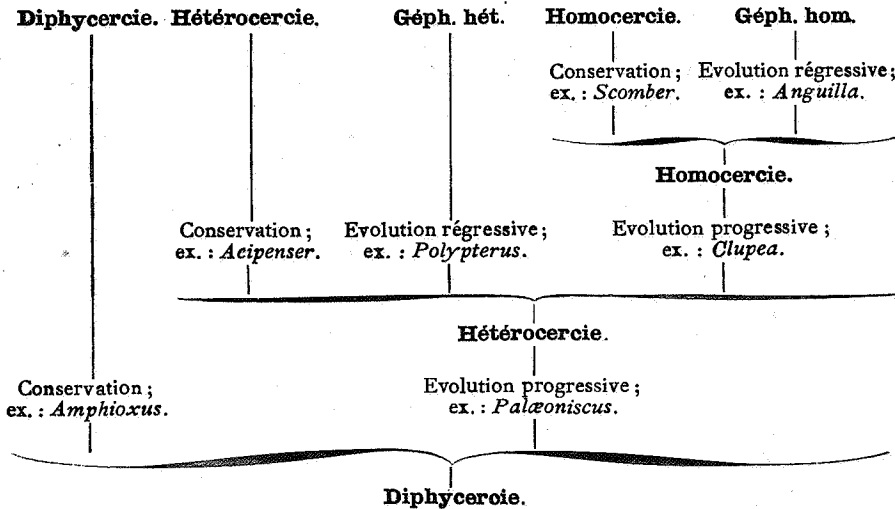 Diphycercie. Hétérocercie. Géph. hét. Homocercie. Géph. hom.
Conservation ; Evolution régressive ;
ex. : Scomber. ex. : Anguilla.
Homocercie.
Conservation ; Evolution régressive ; Evolution progressive ;
ex. : Acipenser. ex. : Polypterus. ex. : Clupea.
Hétérocercie.
Conservation ; Evolution progressive ;
ex. : Amphioxus. ex. : Palæoniscus.
Diphycercie.